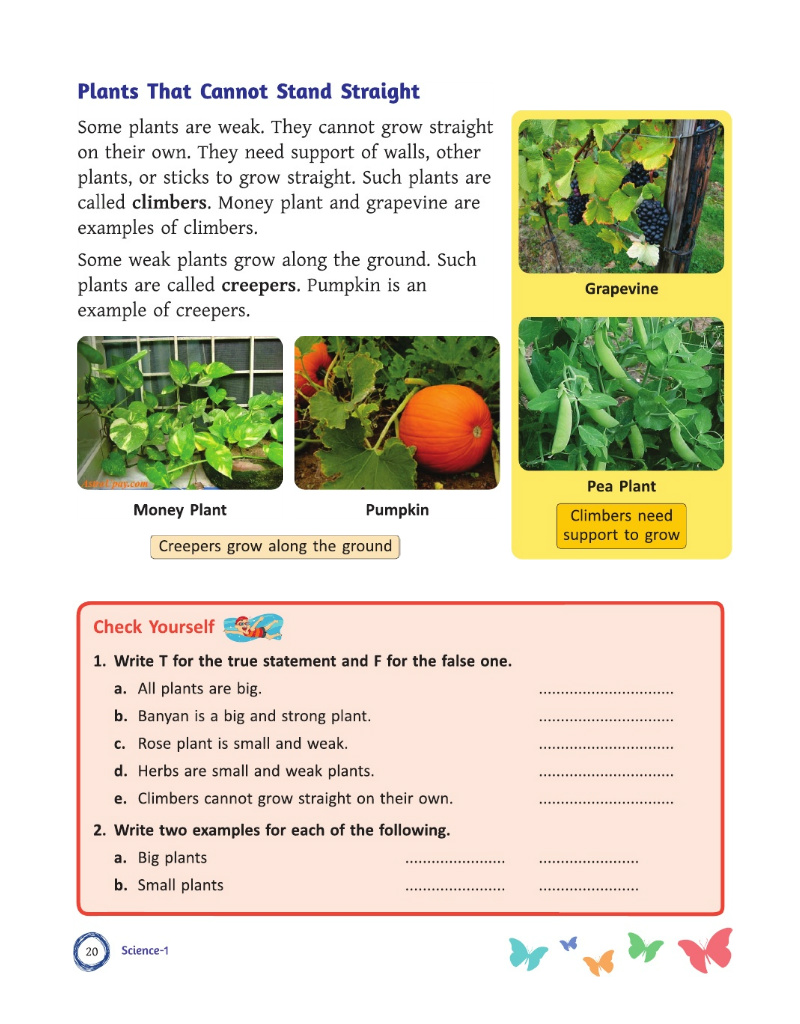 Plants That Cannot Stand Straight
Some plants are weak. They cannot grow straight
on their own. They need support of walls, other
plants, or sticks to grow straight. Such plants are
called climbers. Money plant and grapevine are
examples of climbers.
Some weak plants grow along the ground. Such
plants are called creepers. Pumpkin is an
example of creepers.
Grapevine
Pea Plant
Climbers need
support to grow
Money Plant
Pumpkin
Creepers grow along the ground
Check Yourself
1. Write T for the true statement and F for the false one.
a. All plants are big. ...............................
b. Banyan is a big and strong plant. ...............................
c. Rose plant is small and weak. ...............................
d. Herbs are small and weak plants. ...............................
e. Climbers cannot grow straight on their own. ...............................
2. Write two examples for each of the following.
a. Big plants ....................... .......................
b. Small plants ....................... .......................
20
Science-1